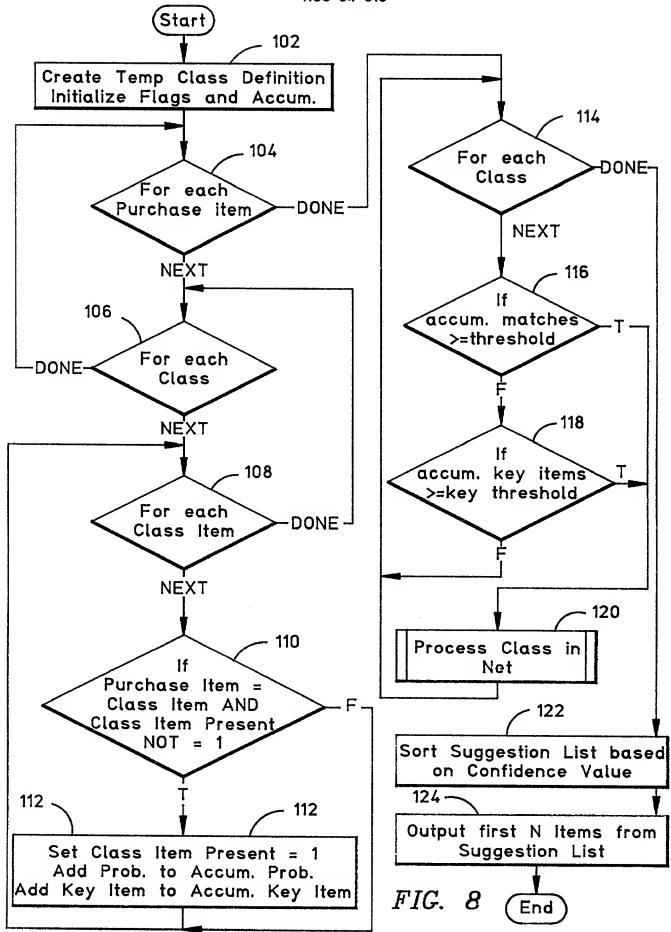 Start
102
Create Temp Class Definition
Initialize Flags and Accum.
104
For each
Purchase item
DONE
NEXT
106
For each
Class
DONE
NEXT
108
For each
Class Item
DONE
NEXT
110
If
Purchase Item =
Class Item AND
Class Item Present
NOT = 1
F
T
112
112
Set Class Item Present = 1
Add Prob. to Accum. Prob.
Add Key Item to Accum. Key Item
114
For each
Class
DONE
NEXT
116
If
accum. matches
>=threshold
T
F
118
If
accum. key items
>=key threshold
T
F
120
Process Class in
Net
122
Sort Suggestion List based
on Confidence Value
124
Output first N Items from
Suggestion List
FIG. 8
End